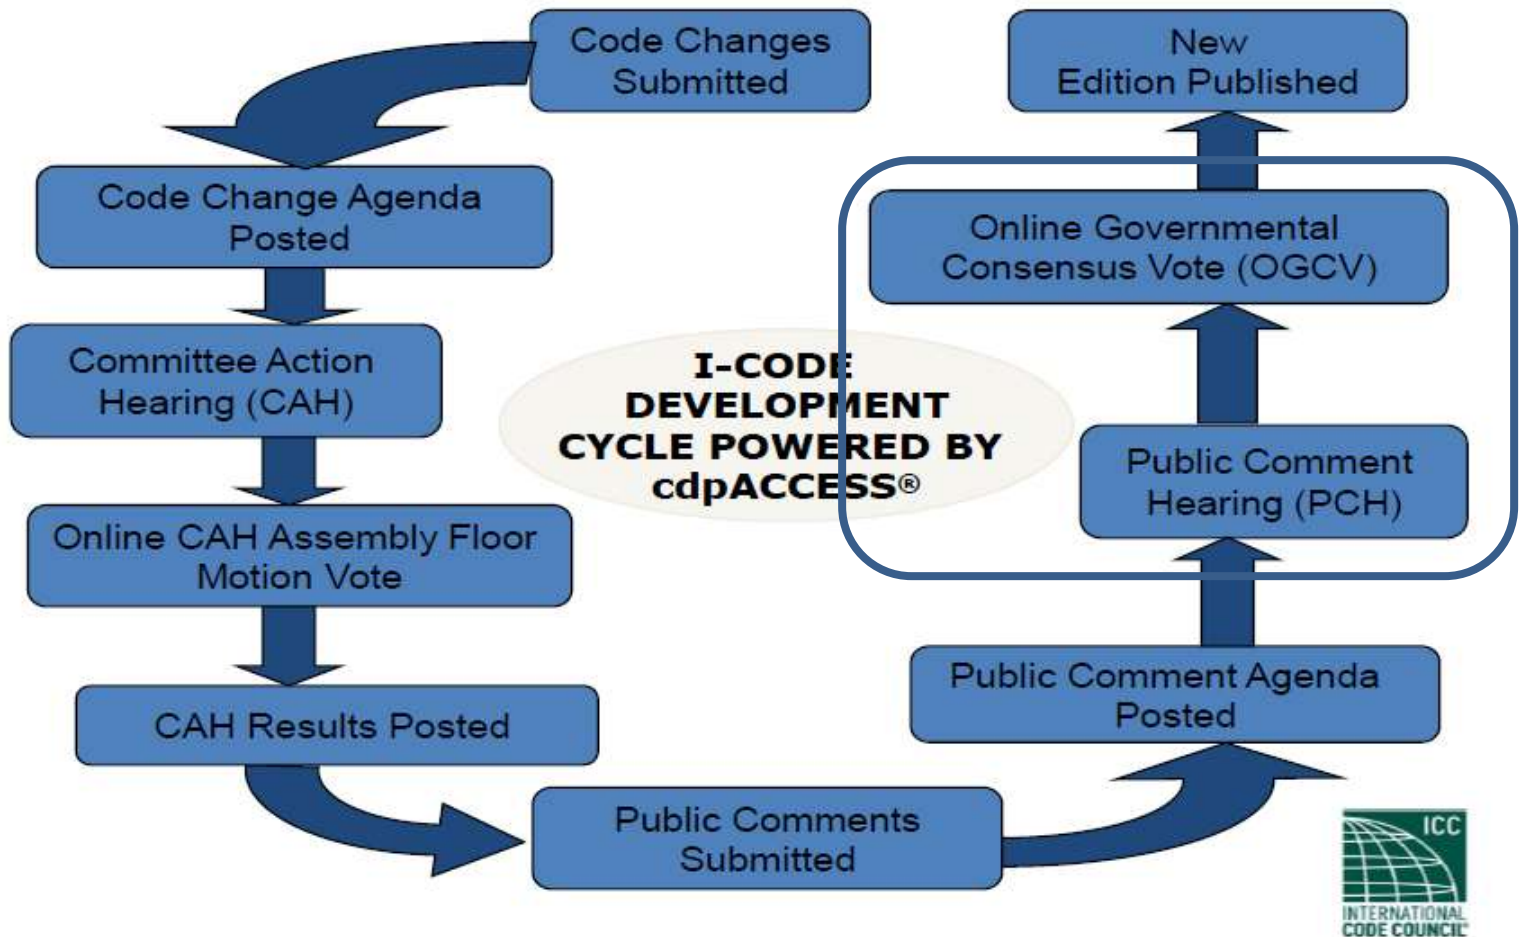 Code Changes
Submitted
Code Change Agenda
Posted
Committee Action
Hearing (CAH)
Online CAH Assembly Floor
Motion Vote
CAH Results Posted
Public Comments
Submitted
Public Comment Agenda
Posted
Public Comment
Hearing (PCH)
Online Governmental
Consensus Vote (OGCV)
New
Edition Published
I-CODE
DEVELOPMENT
CYCLE POWERED BY
cdpACCESS®
ICC
INTERNATIONAL
CODE COUNCIL®